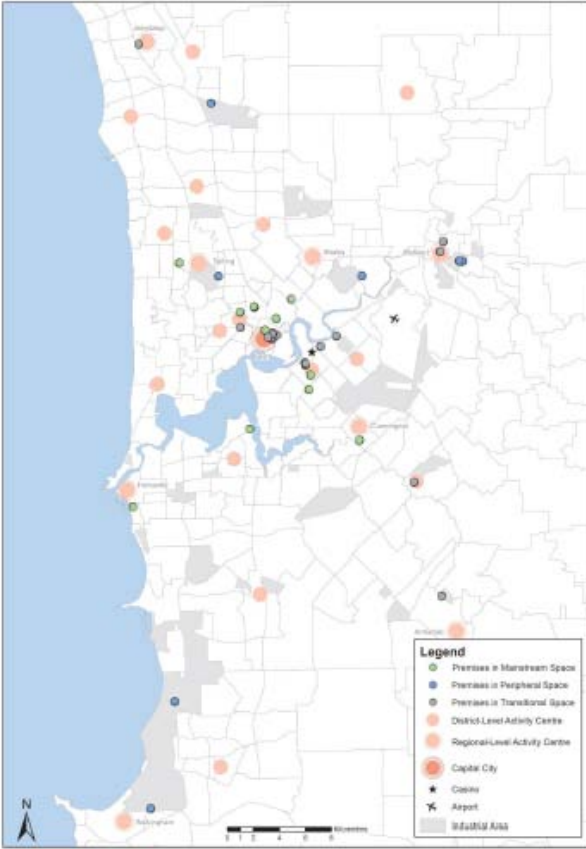 Joondalup
Stirling
Morley
Midland
Cannington
Fremantle
Armadale
Rockingham
N
Kilometres
Legend
Premises in Mainstream Space
Premises in Peripheral Space
Premises in Transitional Space
District-Level Activity Centre
Regional-Level Activity Centre
Capital City
Casino
Airport
Industrial Area